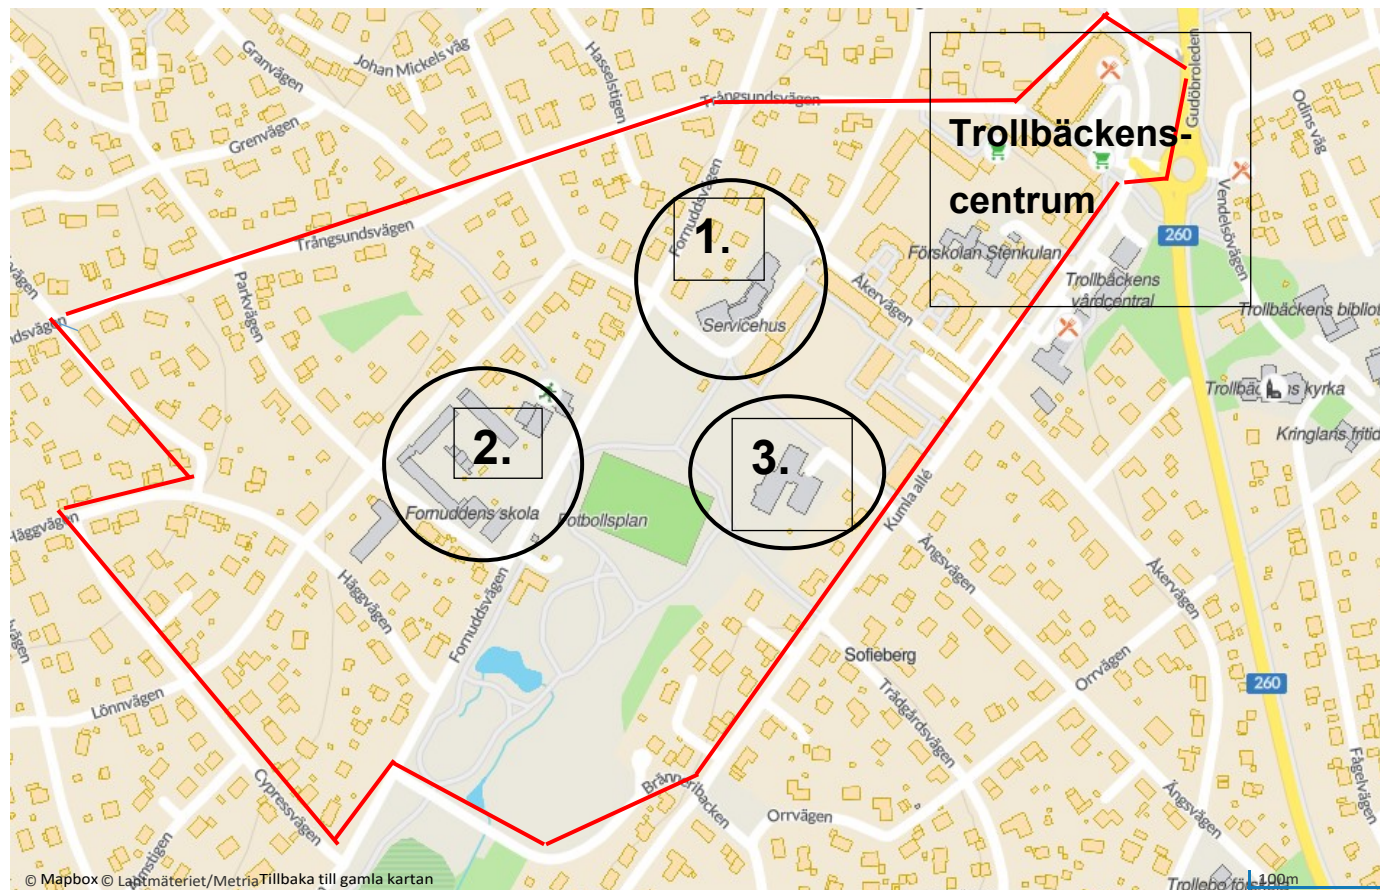 Johan Mickels väg
Granvägen
Hasselstigen
Gudöbroleden
Odins väg
Trångsundsvägen
Grenvägen
Trollbäckens-
centrum
Fornuddsvägen
Vendelsövägen
1.
Trångsundsvägen
260
Förskolan Stenkulan
Parkvägen
Åkervägen
Trollbäckens
vårdcentral
Trollbäckens bibliot
Servicehus
ndsvägen
Trollbäckens kyrka
Kringlans fritid
2.
3.
Fornuddens skola
Fotbollsplan
Kumla allé
Häggvägen
Ängsvägen
Åkervägen
Häggvägen
Fornuddsvägen
Sofieberg
Orrvägen
260
Lönnvägen
Trädgårdsvägen
Fågelvägen
Cypressvägen
Bränneribacken
Orrvägen
Ängsvägen
© Mapbox © Lantmäteriet/Metria Tillbaka till gamla kartan
100m